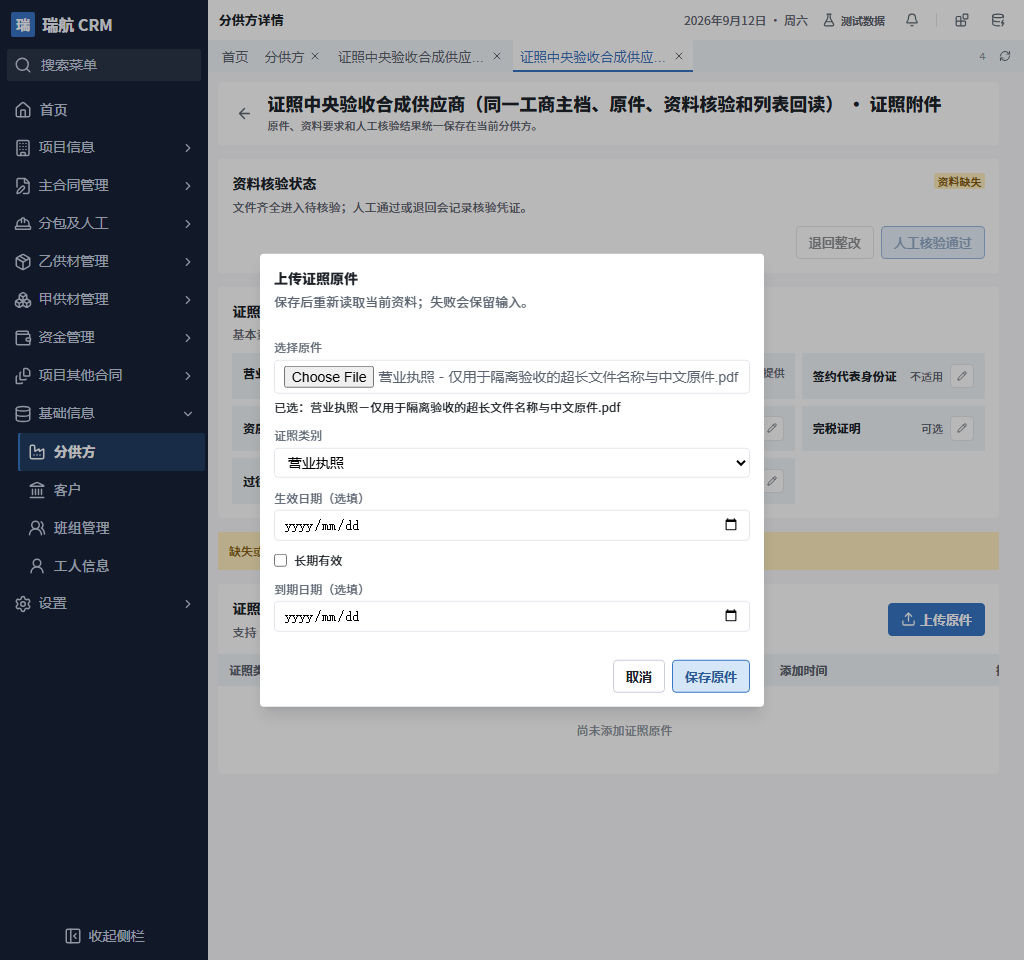 瑞 瑞航 CRM
搜索菜单
首页
项目信息
主合同管理
分包及人工
乙供材管理
甲供材管理
资金管理
项目其他合同
基础信息
分供方
客户
班组管理
工人信息
设置
收起侧栏
分供方详情
2026年9月12日 · 周六 测试数据
首页 分供方 × 证照中央验收合成供应... × 证照中央验收合成供应... × 4
证照中央验收合成供应商（同一工商主档、原件、资料核验和列表回读） · 证照附件
原件、资料要求和人工核验结果统一保存在当前分供方。
资料核验状态 资料缺失
文件齐全进入待核验；人工通过或退回会记录核验凭证。
退回整改 人工核验通过
证照
基本
营业 提供 签约代表身份证 不适用
资 完税证明 可选
过往
缺失或
证照
支持
上传原件
证照类 添加时间
尚未添加证照原件
上传证照原件
保存后重新读取当前资料；失败会保留输入。
选择原件
Choose File 营业执照－仅用于隔离验收的超长文件名称与中文原件.pdf
已选：营业执照－仅用于隔离验收的超长文件名称与中文原件.pdf
证照类别
营业执照
生效日期（选填）
yyyy/mm/dd
长期有效
到期日期（选填）
yyyy/mm/dd
取消 保存原件